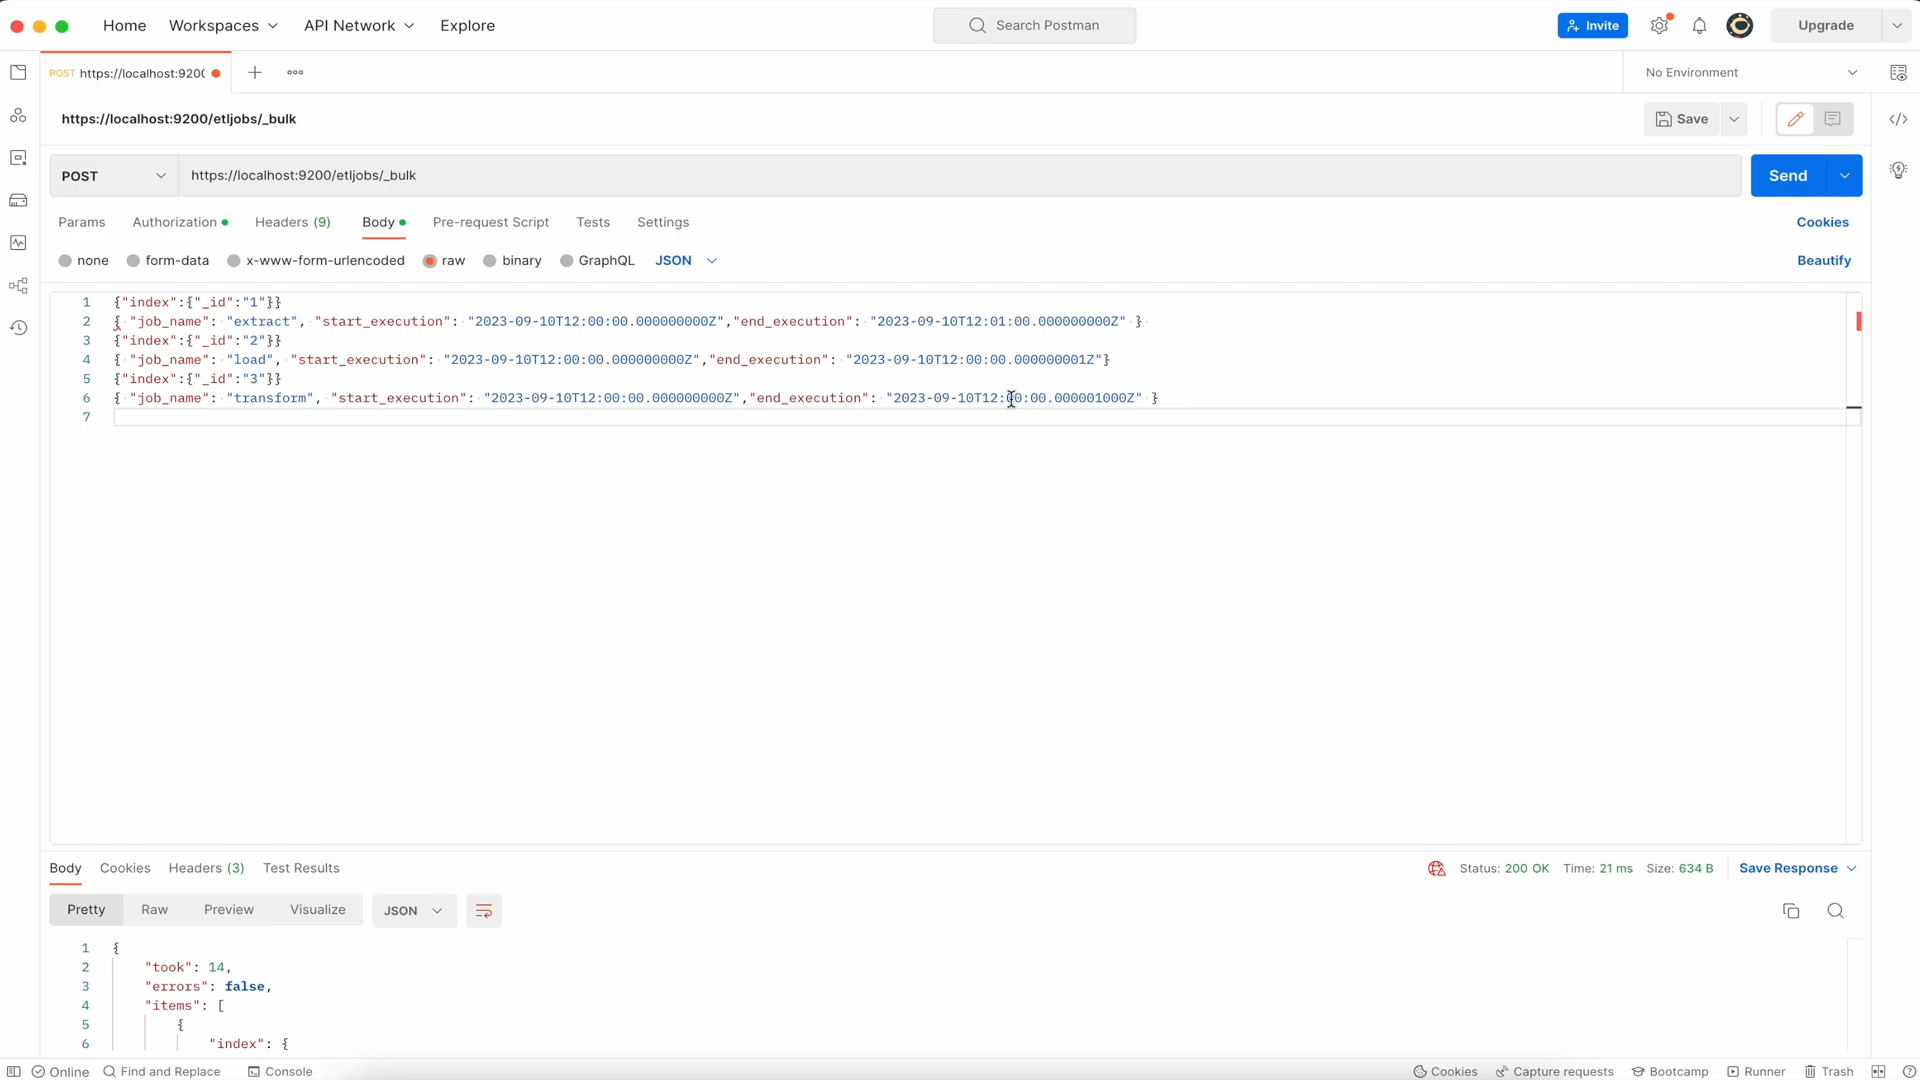 Home Workspaces API Network Explore Search Postman Invite Upgrade
POST https://localhost:920( No Environment
https://localhost:9200/etljobs/_bulk Save
POST https://localhost:9200/etljobs/_bulk Send
Params Authorization Headers (9) Body Pre-request Script Tests Settings Cookies
none form-data x-www-form-urlencoded raw binary GraphQL JSON Beautify
1 {"index":{"_id":"1"}}
2 { "job_name": "extract", "start_execution": "2023-09-10T12:00:00.000000000Z","end_execution": "2023-09-10T12:01:00.000000000Z" }
3 {"index":{"_id":"2"}}
4 { "job_name": "load", "start_execution": "2023-09-10T12:00:00.000000000Z","end_execution": "2023-09-10T12:00:00.000000001Z"}
5 {"index":{"_id":"3"}}
6 { "job_name": "transform", "start_execution": "2023-09-10T12:00:00.000000000Z","end_execution": "2023-09-10T12:00:00.000001000Z" }
7
Body Cookies Headers (3) Test Results Status: 200 OK Time: 21 ms Size: 634 B Save Response
Pretty Raw Preview Visualize JSON
1 {
2 "took": 14,
3 "errors": false,
4 "items": [
5 {
6 "index": {
Online Find and Replace Console Cookies Capture requests Bootcamp Runner Trash